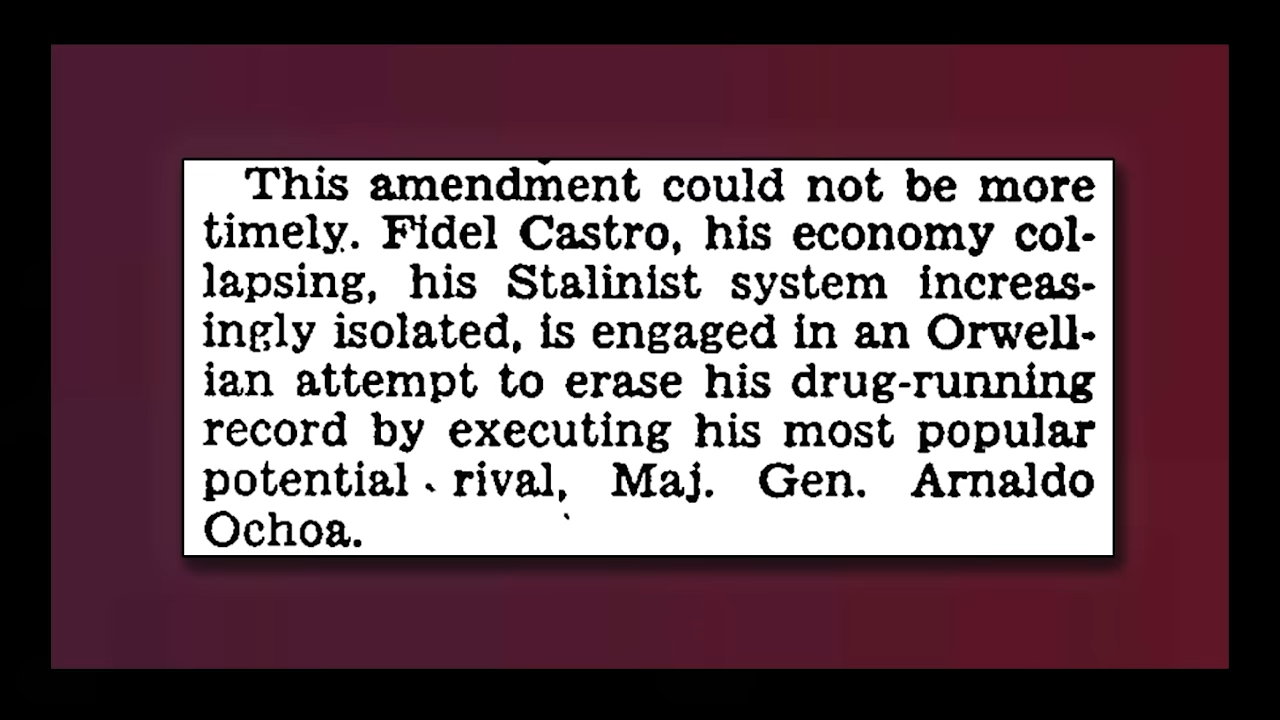 This amendment could not be more
timely. Fidel Castro, his economy col-
lapsing, his Stalinist system increas-
ingly isolated, is engaged in an Orwell-
ian attempt to erase his drug-running
record by executing his most popular
potential rival, Maj. Gen. Arnaldo
Ochoa.